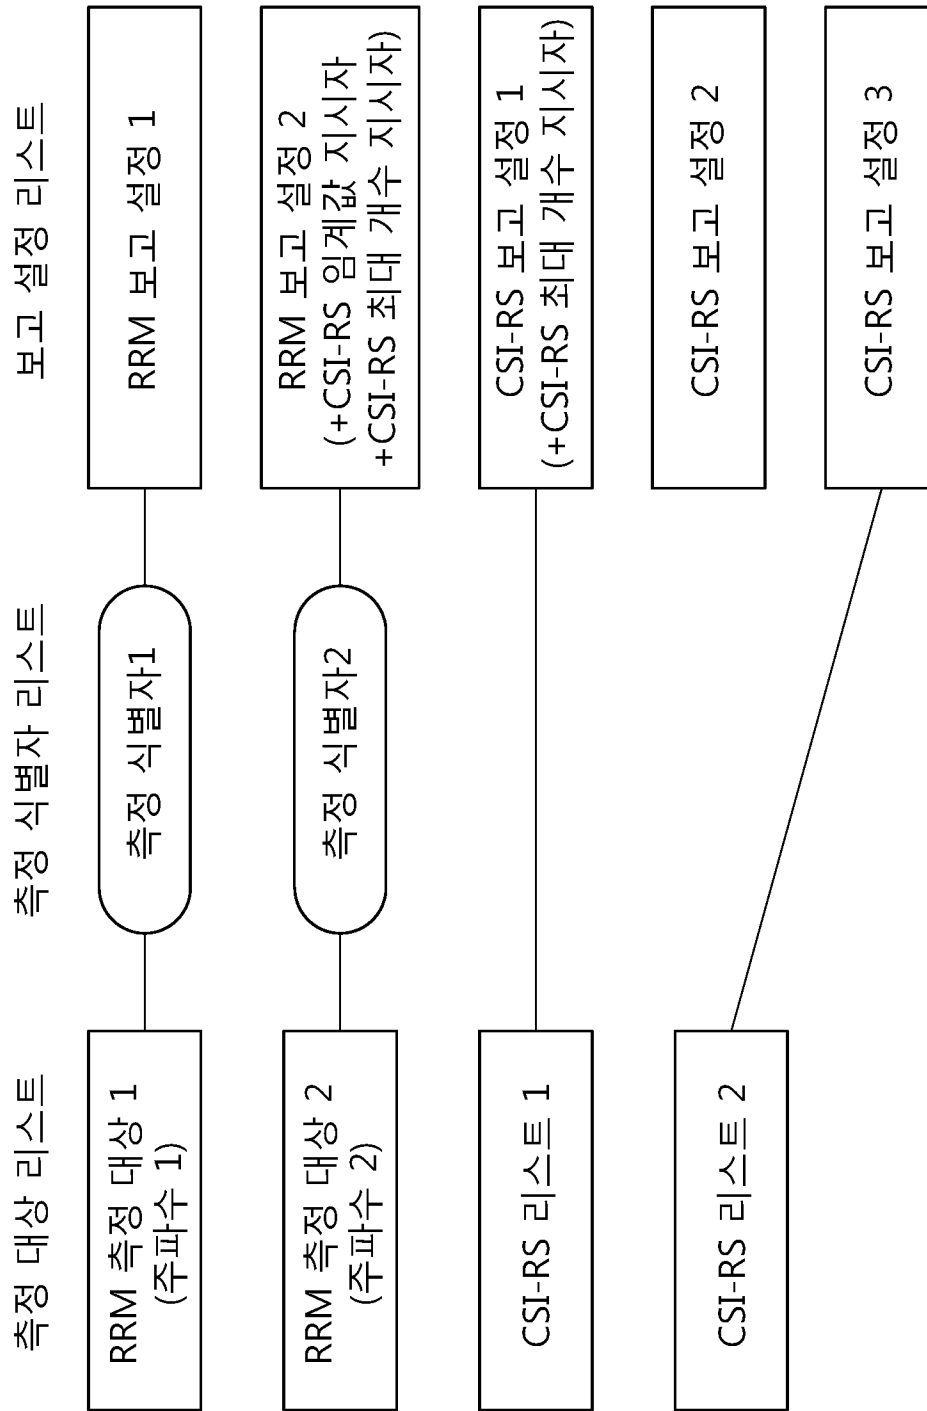 측정 대상 리스트
측정 식별자 리스트
보고 설정 리스트
RRM 측정 대상 1
(주파수 1)
측정 식별자1
RRM 보고 설정 1
RRM 측정 대상 2
(주파수 2)
측정 식별자2
RRM 보고 설정 2
(+CSI-RS 임계값 지시자
+CSI-RS 최대 개수 지시자)
CSI-RS 리스트 1
CSI-RS 보고 설정 1
(+CSI-RS 최대 개수 지시자)
CSI-RS 리스트 2
CSI-RS 보고 설정 2
CSI-RS 보고 설정 3